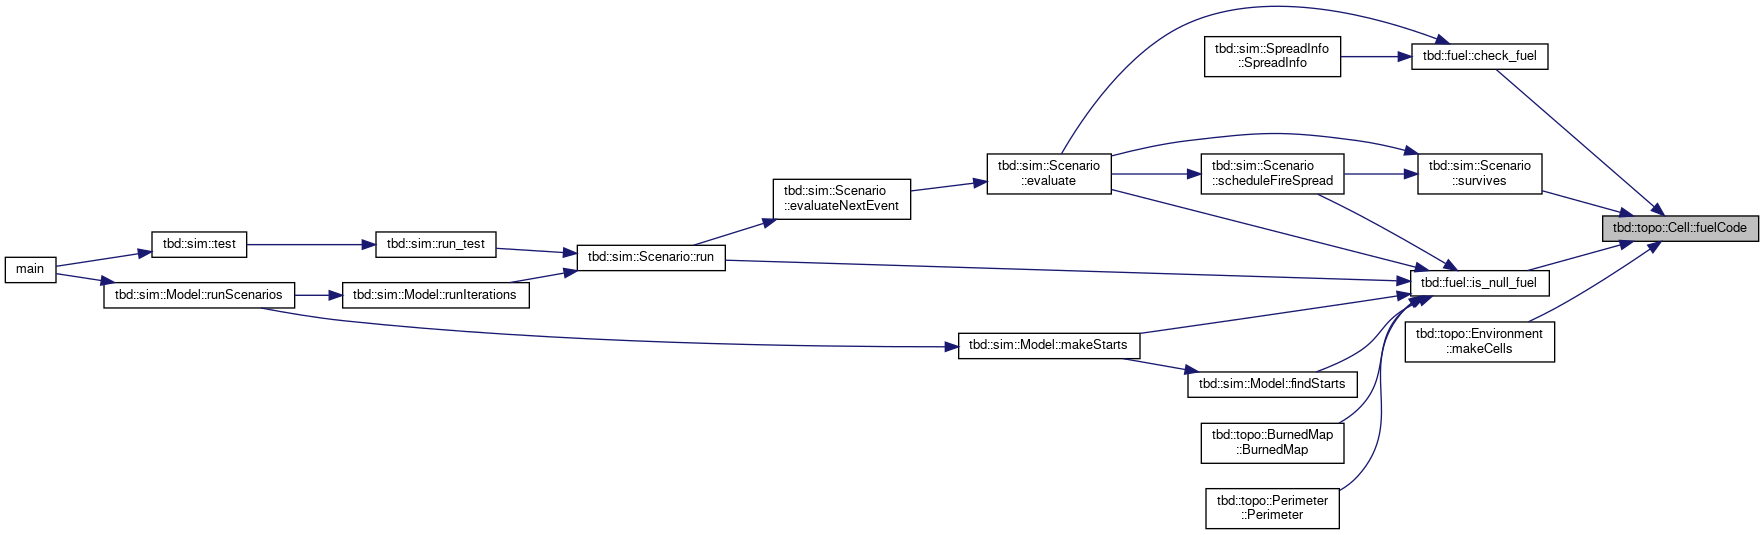 main
tbd::sim::test
tbd::sim::Model::runScenarios
tbd::sim::run_test
tbd::sim::Model::runIterations
tbd::sim::Scenario::run
tbd::sim::Scenario
::evaluateNextEvent
tbd::sim::Scenario
::evaluate
tbd::sim::Model::makeStarts
tbd::sim::SpreadInfo
::SpreadInfo
tbd::sim::Scenario
::scheduleFireSpread
tbd::sim::Model::findStarts
tbd::topo::BurnedMap
::BurnedMap
tbd::topo::Perimeter
::Perimeter
tbd::fuel::check_fuel
tbd::sim::Scenario
::survives
tbd::fuel::is_null_fuel
tbd::topo::Environment
::makeCells
tbd::topo::Cell::fuelCode